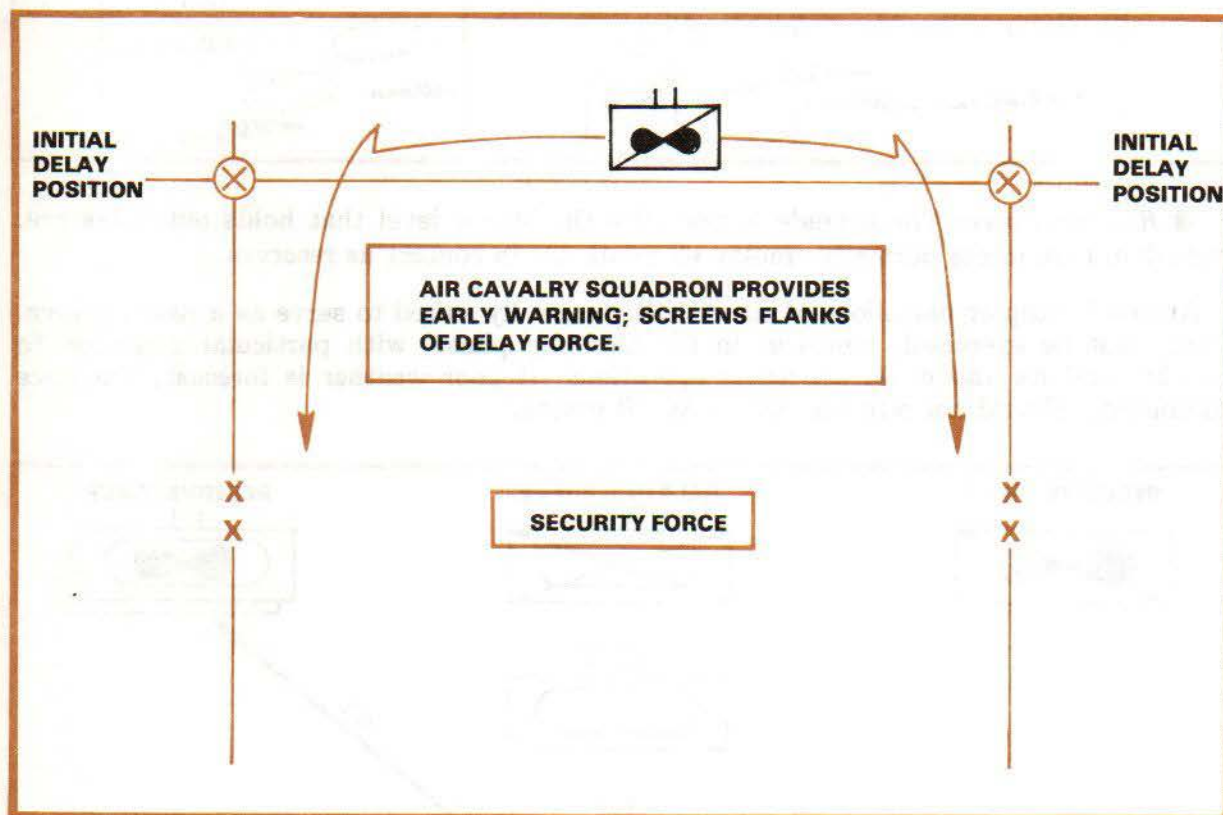 INITIAL
DELAY
POSITION
INITIAL
DELAY
POSITION
AIR CAVALRY SQUADRON PROVIDES
EARLY WARNING; SCREENS FLANKS
OF DELAY FORCE.
X X
X X
SECURITY FORCE